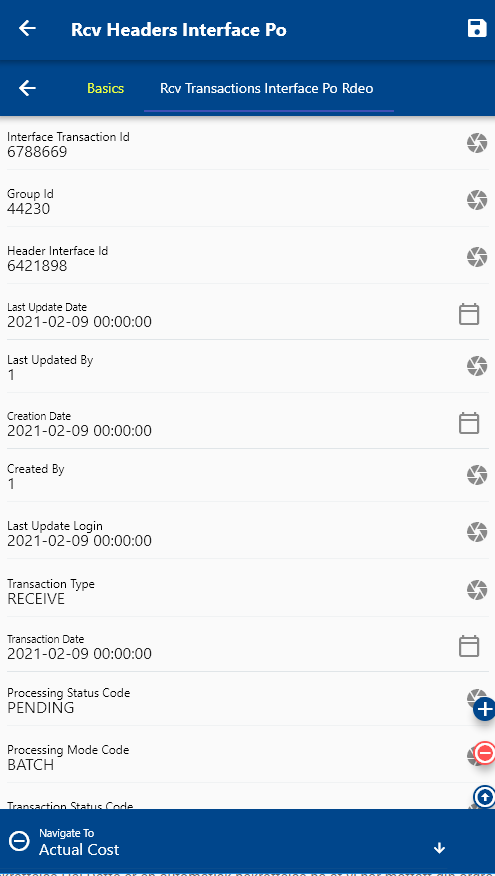 Rcv Headers Interface Po
Basics
Rcv Transactions Interface Po Rdeo
Interface Transaction Id
6788669
Group Id
44230
Header Interface Id
6421898
Last Update Date
2021-02-09 00:00:00
Last Updated By
1
Creation Date
2021-02-09 00:00:00
Created By
1
Last Update Login
2021-02-09 00:00:00
Transaction Type
RECEIVE
Transaction Date
2021-02-09 00:00:00
Processing Status Code
PENDING
Processing Mode Code
BATCH
Transaction Status Code
Navigate To
Actual Cost